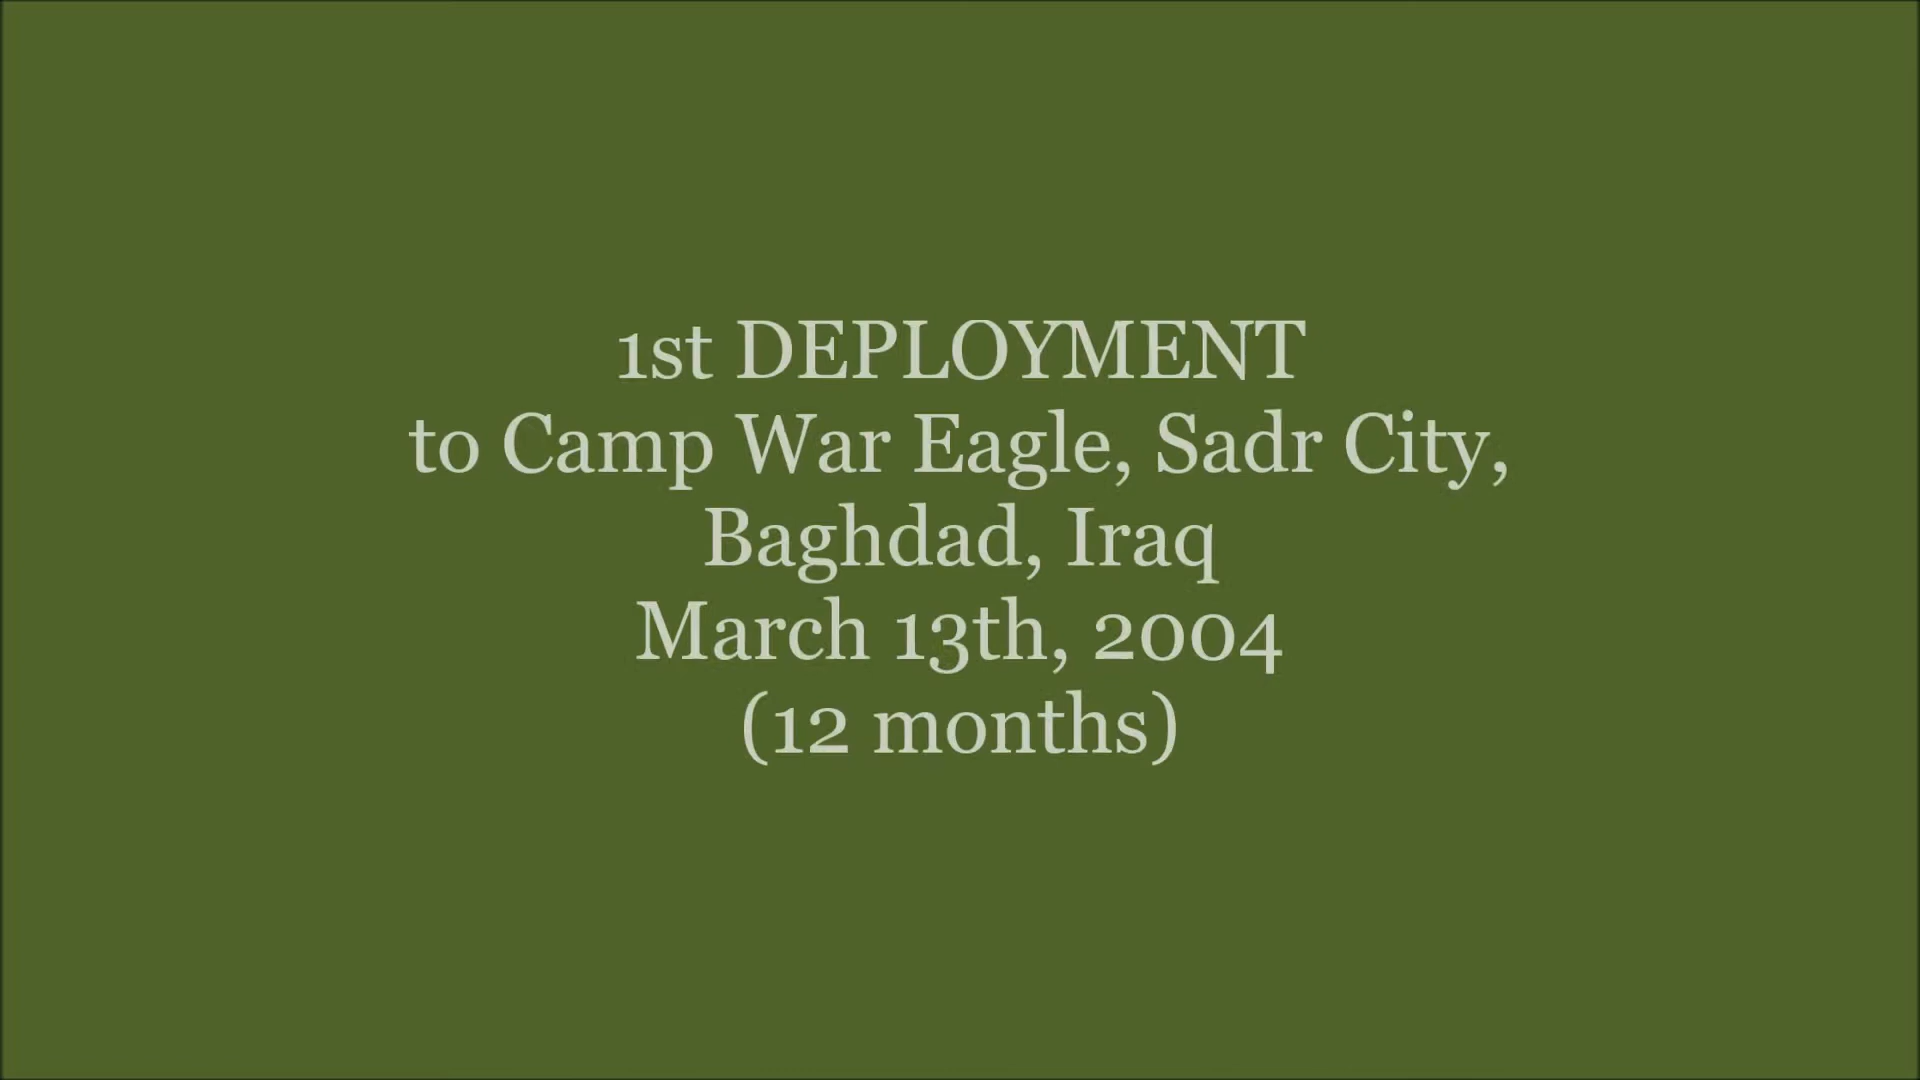 1st DEPLOYMENT
to Camp War Eagle, Sadr City,
Baghdad, Iraq
March 13th, 2004
(12 months)